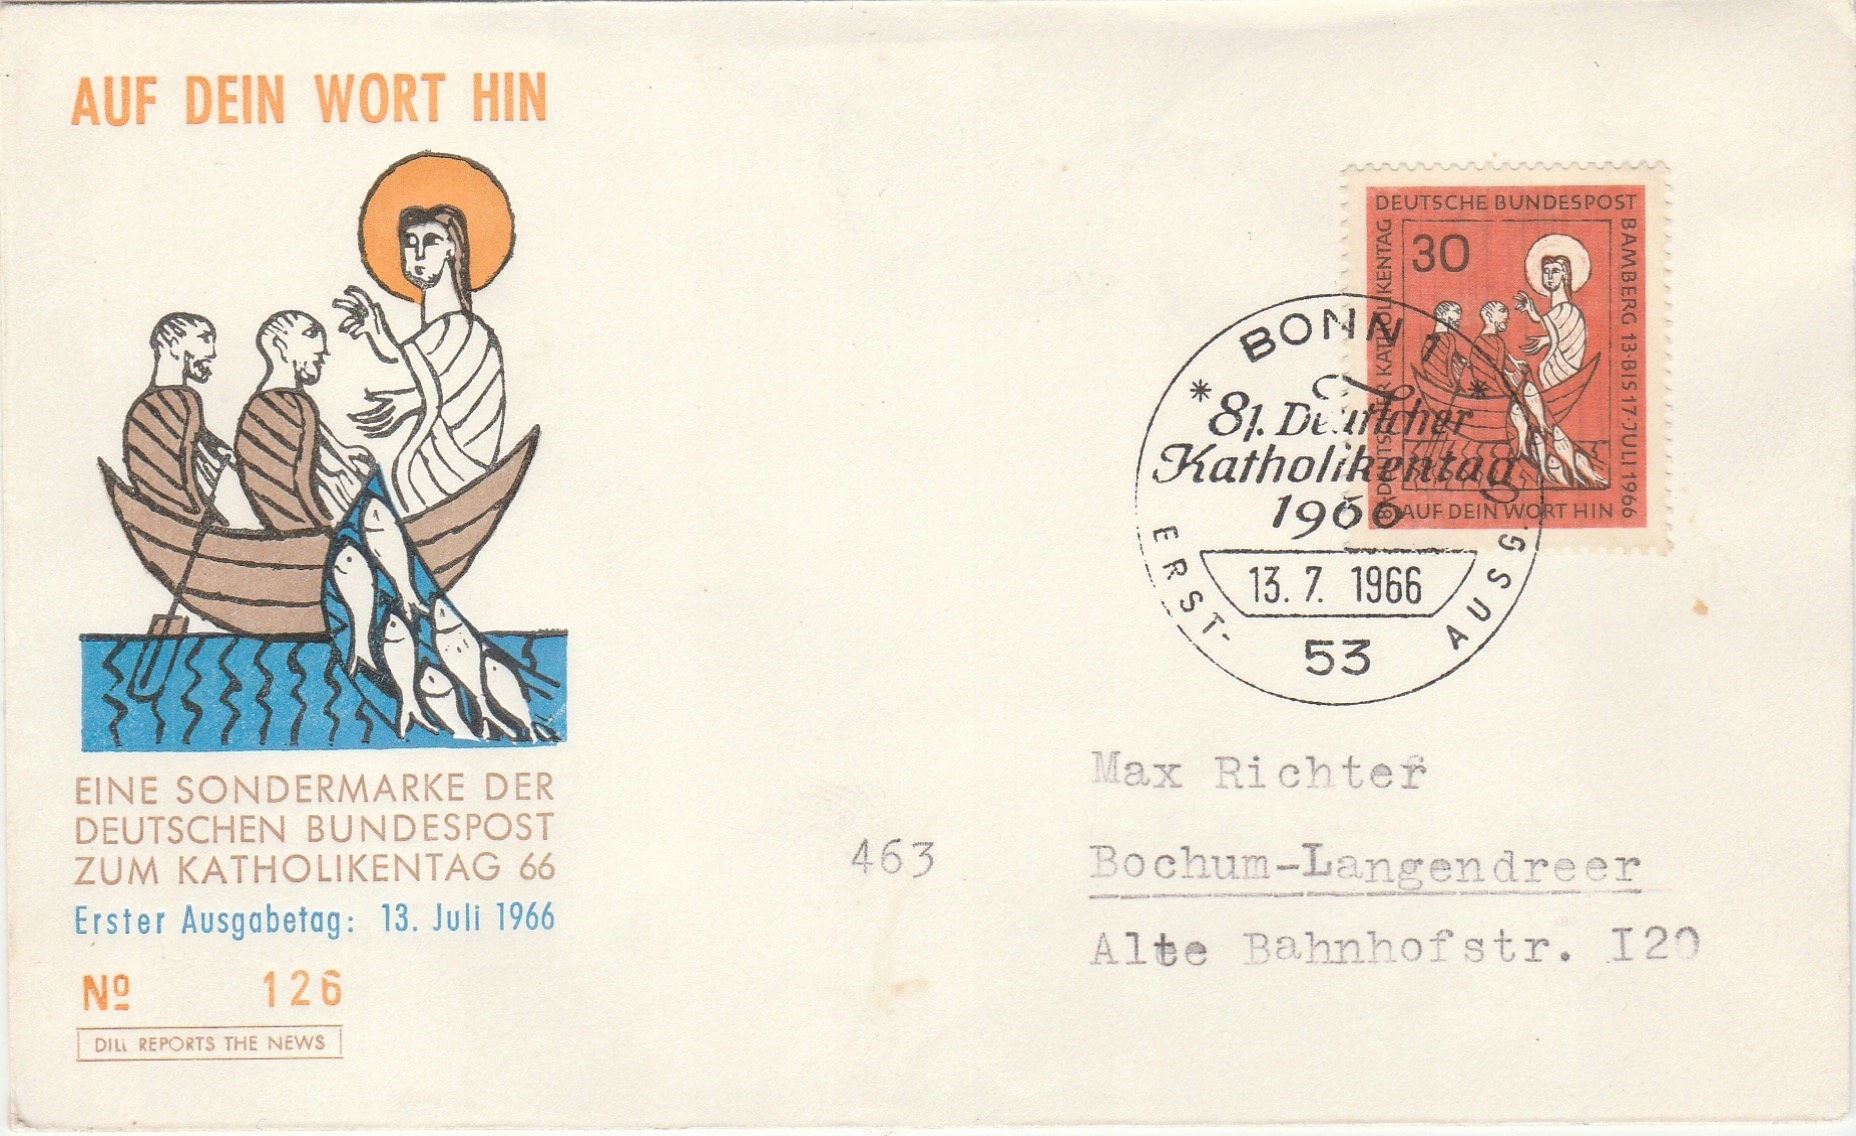 AUF DEIN WORT HIN
EINE SONDERMARKE DER
DEUTSCHEN BUNDESPOST
ZUM KATHOLIKENTAG 66
Erster Ausgabetag: 13. Juli 1966
Nº 126
DILL REPORTS THE NEWS
DEUTSCHE BUNDESPOST
BAMBERG 13·BIS 17·JULI 1966
30
81·DEUTSCHER KATHOLIKENTAG
AUF DEIN WORT HIN
BONN
81. Deutscher
Katholikentag
1966
13. 7. 1966
ERST- AUSG.
53
Max Richter
463 Bochum-Langendreer
Alte Bahnhofstr. I20